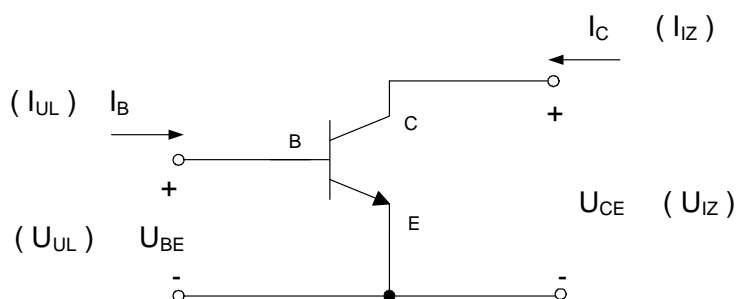 I_C ( I_IZ )
( I_UL ) I_B
C
B
+
+
E
U_CE ( U_IZ )
( U_UL ) U_BE
- -